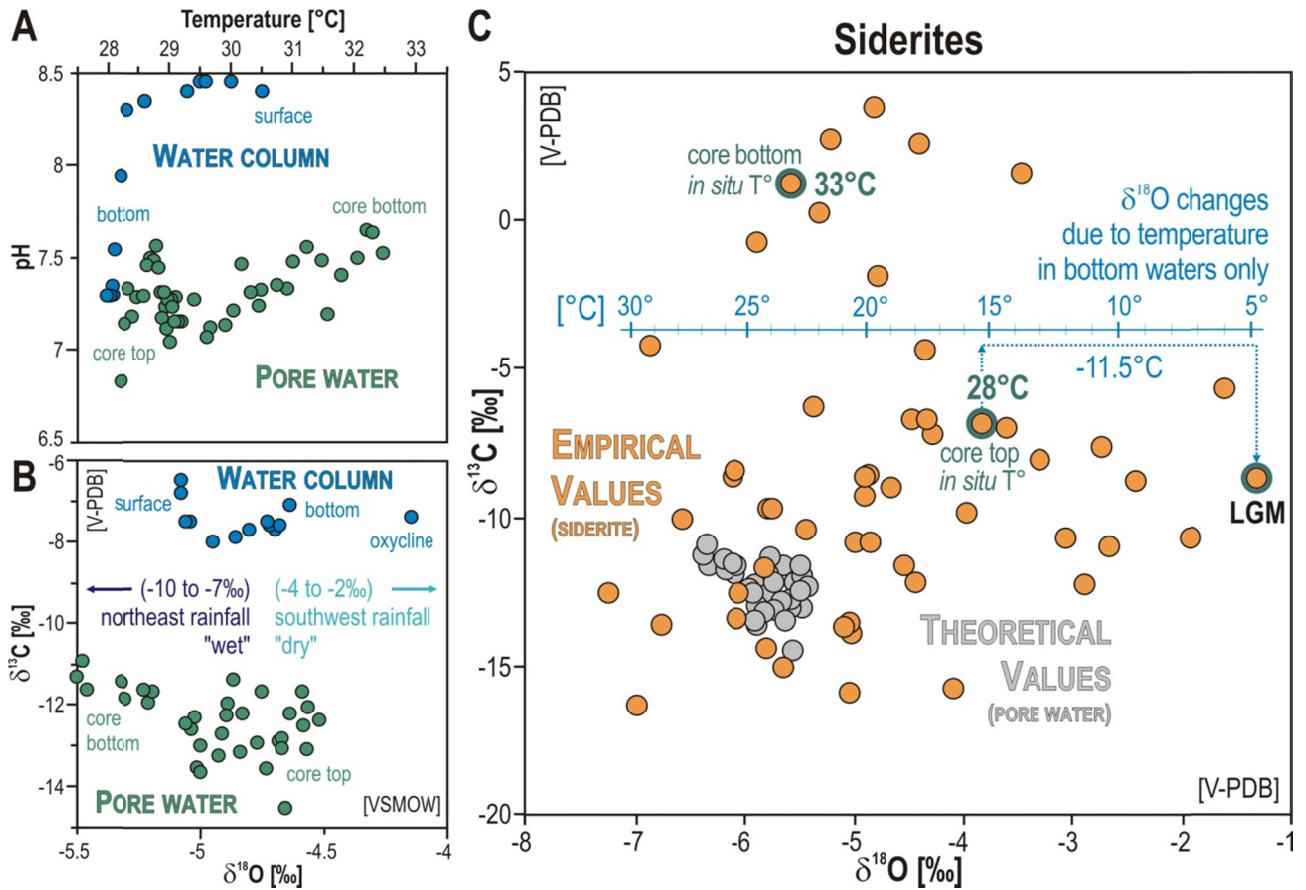 A
Temperature [°C]
28 29 30 31 32 33
8.5
8
7.5
7
6.5
pH
surface
WATER COLUMN
bottom
core bottom
core top
PORE WATER
B
-6
-8
-10
-12
-14
δ¹³C [‰]
[V-PDB]
WATER COLUMN
surface
bottom
oxycline
(-10 to -7‰)
northeast rainfall
"wet"
(-4 to -2‰)
southwest rainfall
"dry"
core
bottom
core top
PORE WATER
[VSMOW]
-5.5 -5 -4.5 -4
δ¹⁸O [‰]
C
Siderites
5
0
-5
-10
-15
-20
δ¹³C [‰]
[V-PDB]
core bottom
in situ T°
33°C
δ¹⁸O changes
due to temperature
in bottom waters only
[°C] 30° 25° 20° 15° 10° 5°
-11.5°C
28°C
core top
in situ T°
LGM
EMPIRICAL
VALUES
(SIDERITE)
THEORETICAL
VALUES
(PORE WATER)
[V-PDB]
-8 -7 -6 -5 -4 -3 -2 -1
δ¹⁸O [‰]